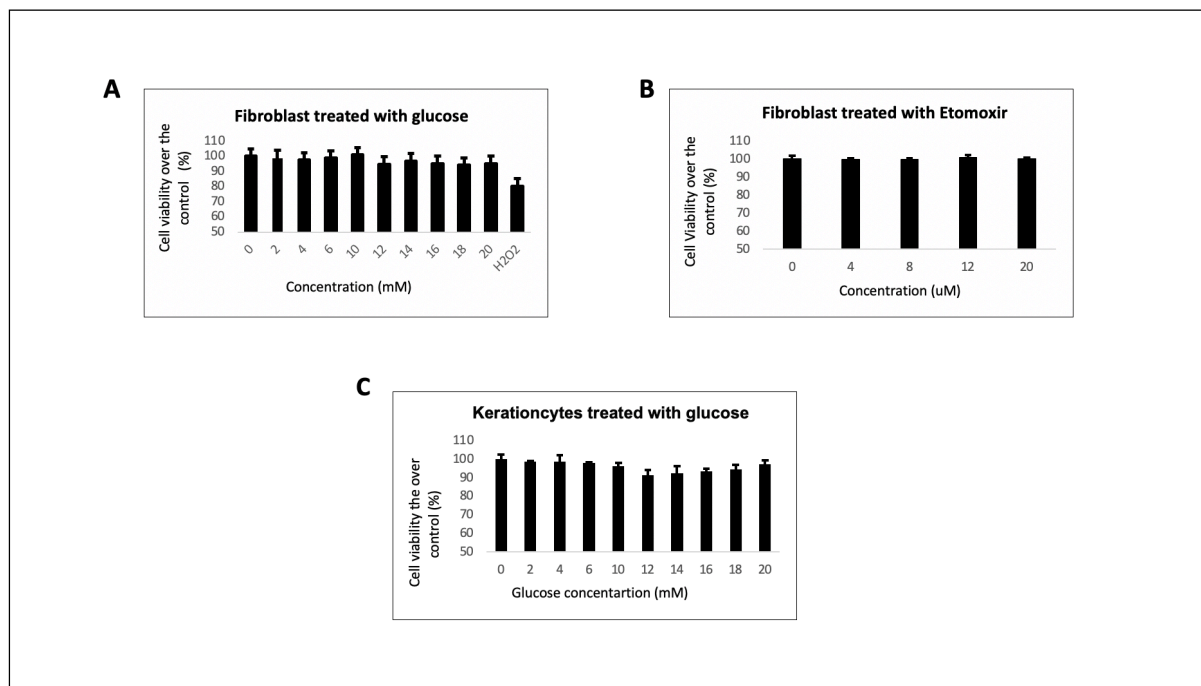 A
Fibroblast treated with glucose
Cell viability over the
control (%)
110
100
90
80
70
60
50
0 2 4 6 10 12 14 16 18 20 H2O2
Concentration (mM)
B
Fibroblast treated with Etomoxir
Cell Viability over the
control (%)
110
100
90
80
70
60
50
0 4 8 12 20
Concentration (uM)
C
Kerationcytes treated with glucose
Cell viability the over
control (%)
110
100
90
80
70
60
50
0 2 4 6 10 12 14 16 18 20
Glucose concentartion (mM)